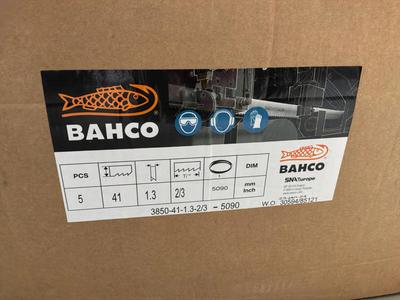 BAHCO
PCS
DIM
5
41
1.3
2/3
5090
mm
Inch
3850-41-1.3-2/3 - 5090
BAHCO
SNA Europe
W.O 30594/85121